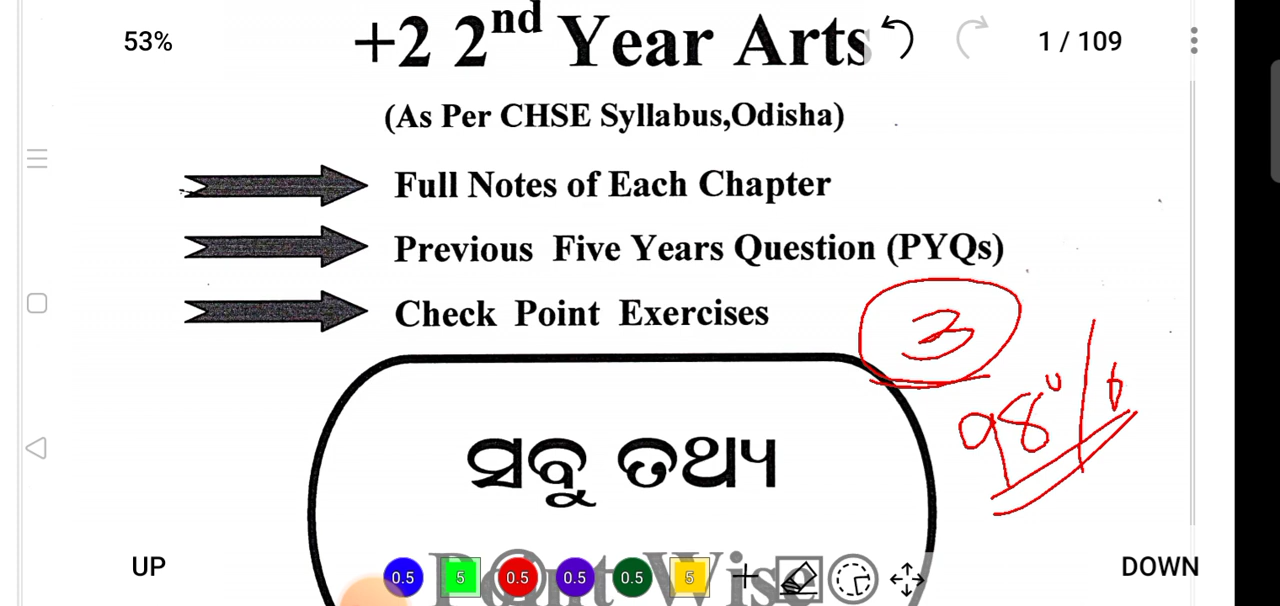 53%
+2 2nd Year Arts
1 / 109
(As Per CHSE Syllabus,Odisha)
Full Notes of Each Chapter
Previous Five Years Question (PYQs)
Check Point Exercises
3
98%
ସବୁ ତଥ୍ୟ
Point Wise
UP
0.5 5 0.5 0.5 0.5 5
DOWN